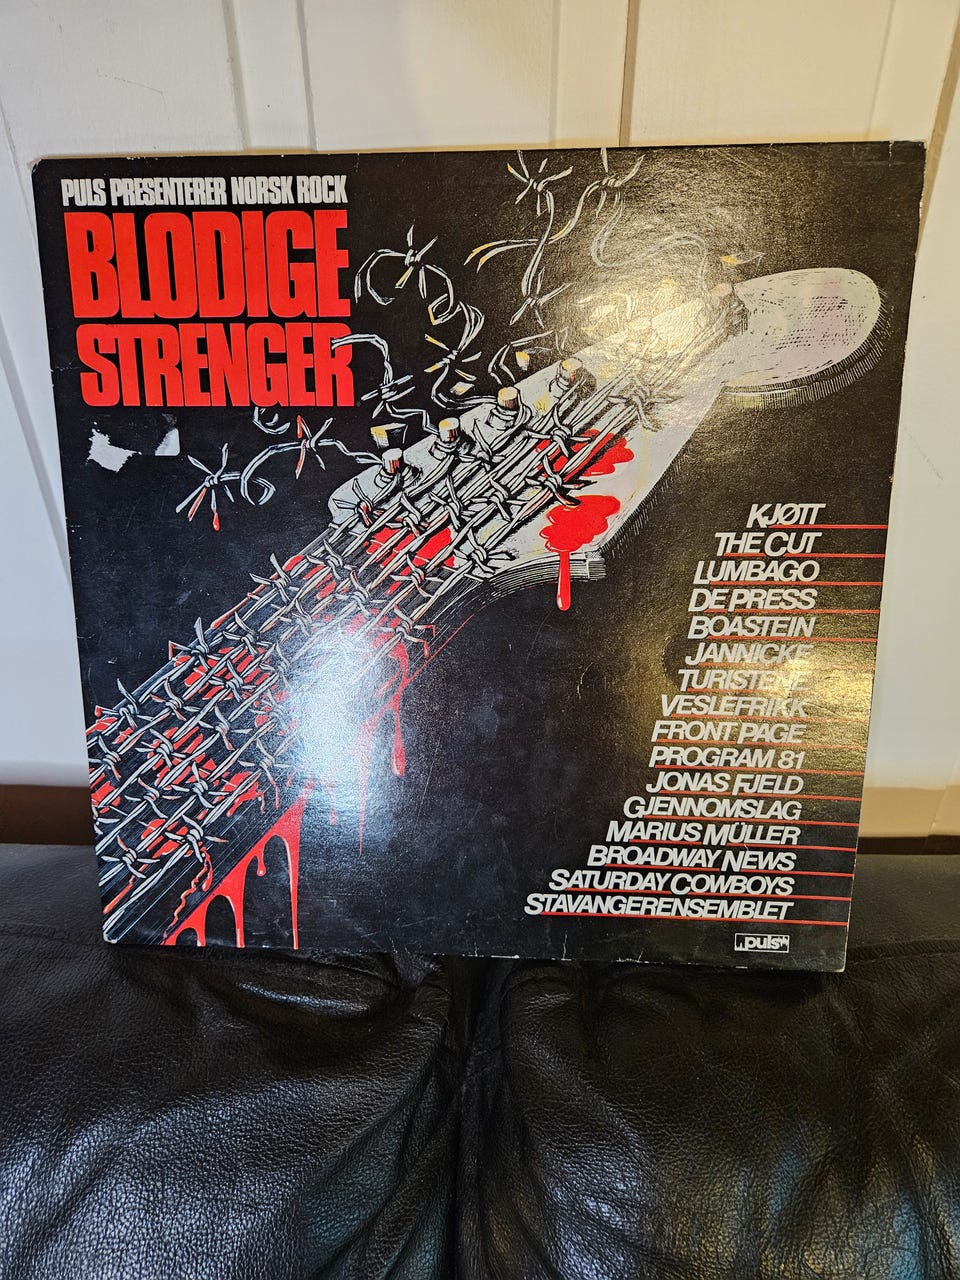 PULS PRESENTERER NORSK ROCK
BLODIGE
STRENGER
KJØTT
THE CUT
LUMBAGO
DE PRESS
BOASTEIN
JANNICKE
TURISTENE
VESLEFRIKK
FRONT PAGE
PROGRAM 81
JONAS FJELD
GJENNOMSLAG
MARIUS MÜLLER
BROADWAY NEWS
SATURDAY COWBOYS
STAVANGERENSEMBLET
puls